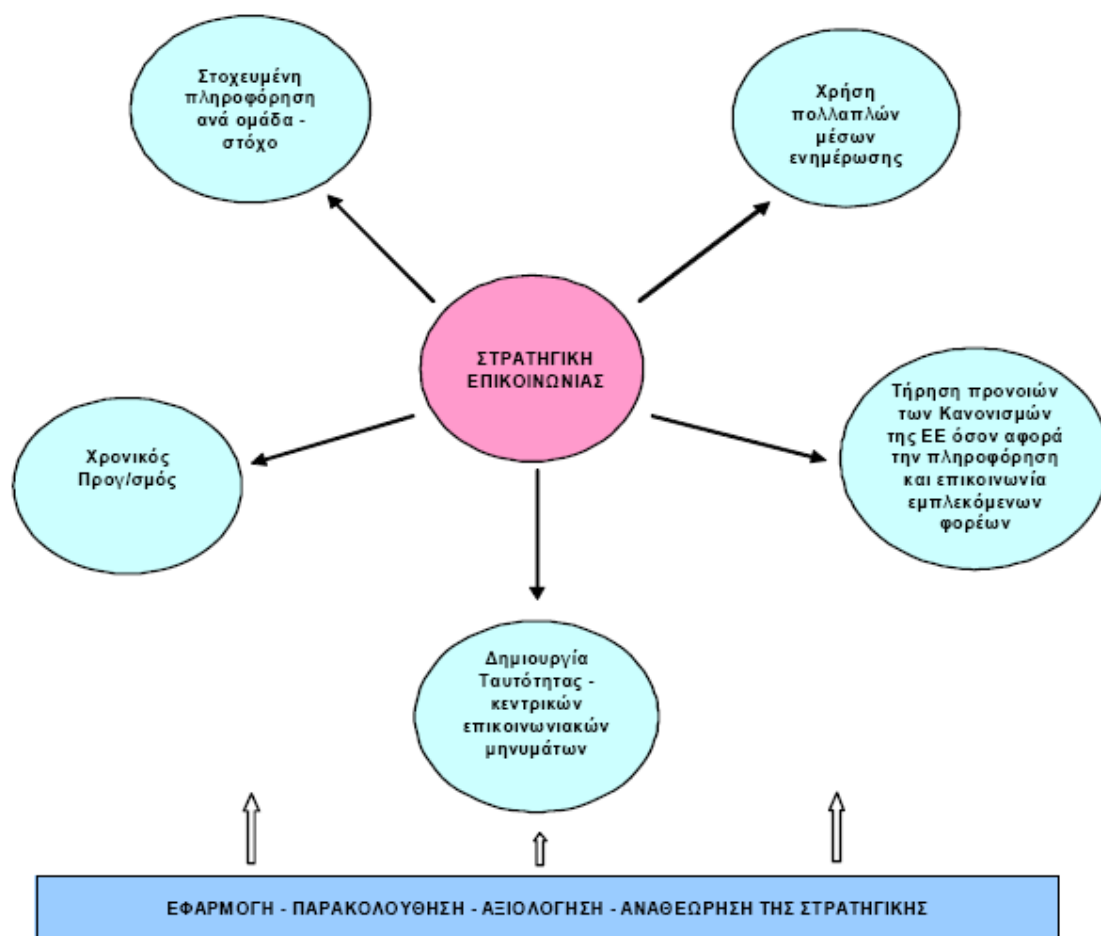 Στοχευμένη
πληροφόρηση
ανά ομάδα -
στόχο
Χρήση
πολλαπλών
μέσων
ενημέρωσης
ΣΤΡΑΤΗΓΙΚΗ
ΕΠΙΚΟΙΝΩΝΙΑΣ
Τήρηση προνοιών
των Κανονισμών
της ΕΕ όσον αφορά
την πληροφόρηση
και επικοινωνία
εμπλεκόμενων
φορέων
Χρονικός
Προγ/σμός
Δημιουργία
Ταυτότητας -
κεντρικών
επικοινωνιακών
μηνυμάτων
ΕΦΑΡΜΟΓΗ - ΠΑΡΑΚΟΛΟΥΘΗΣΗ - ΑΞΙΟΛΟΓΗΣΗ - ΑΝΑΘΕΩΡΗΣΗ ΤΗΣ ΣΤΡΑΤΗΓΙΚΗΣ